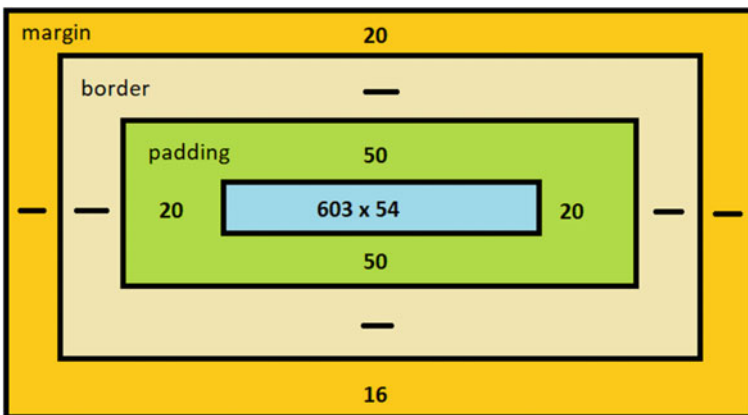 margin 20
border –
padding 50
– – 20 603 x 54 20 – –
50
–
16